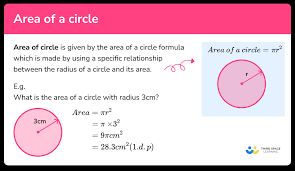 Area of a circle
Area of circle is given by the area of a circle formula
which is made by using a specific relationship
between the radius of a circle and its area.
E.g.
What is the area of a circle with radius 3cm?
3cm
Area = πr²
= π ×3²
= 9πcm²
= 28.3cm²(1.d.p)
Area of a circle = πr²
r
THIRD SPACE
LEARNING